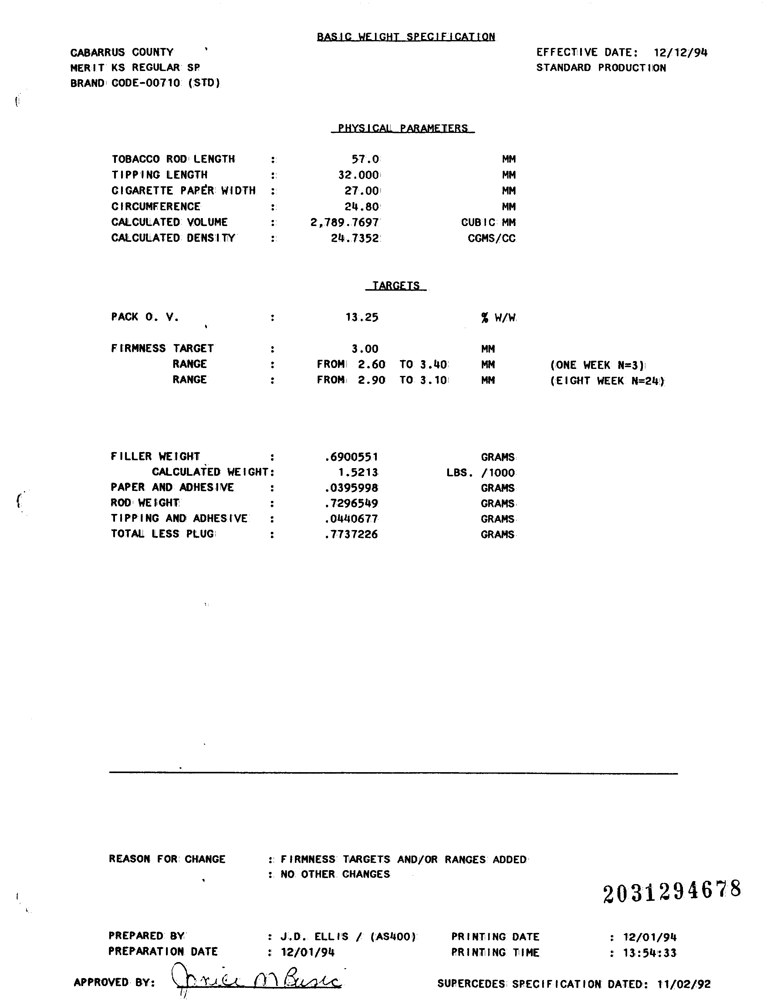 BASIC WEIGHT SPECIFICATION
CABARRUS COUNTY EFFECTIVE DATE: 12/12/94
MERIT KS REGULAR SP STANDARD PRODUCTION
BRAND CODE-00710 (STD)
PHYSICAL PARAMETERS
TOBACCO ROD LENGTH : 57.0 MM
TIPPING LENGTH : 32.000 MM
CIGARETTE PAPER WIDTH : 27.00 MM
CIRCUMFERENCE : 24.80 MM
CALCULATED VOLUME : 2,789.7697 CUBIC MM
CALCULATED DENSITY : 24.7352 CGMS/CC
TARGETS
PACK O. V. : 13.25 % W/W
FIRMNESS TARGET : 3.00 MM
RANGE : FROM 2.60 TO 3.40 MM (ONE WEEK N=3)
RANGE : FROM 2.90 TO 3.10 MM (EIGHT WEEK N=24)
FILLER WEIGHT : .6900551 GRAMS
CALCULATED WEIGHT: 1.5213 LBS. /1000
PAPER AND ADHESIVE : .0395998 GRAMS
ROD WEIGHT : .7296549 GRAMS
TIPPING AND ADHESIVE : .0440677 GRAMS
TOTAL LESS PLUG : .7737226 GRAMS
REASON FOR CHANGE : FIRMNESS TARGETS AND/OR RANGES ADDED
: NO OTHER CHANGES
2031294678
PREPARED BY : J.D. ELLIS / (AS400) PRINTING DATE : 12/01/94
PREPARATION DATE : 12/01/94 PRINTING TIME : 13:54:33
APPROVED BY: Janice M Busic SUPERCEDES SPECIFICATION DATED: 11/02/92